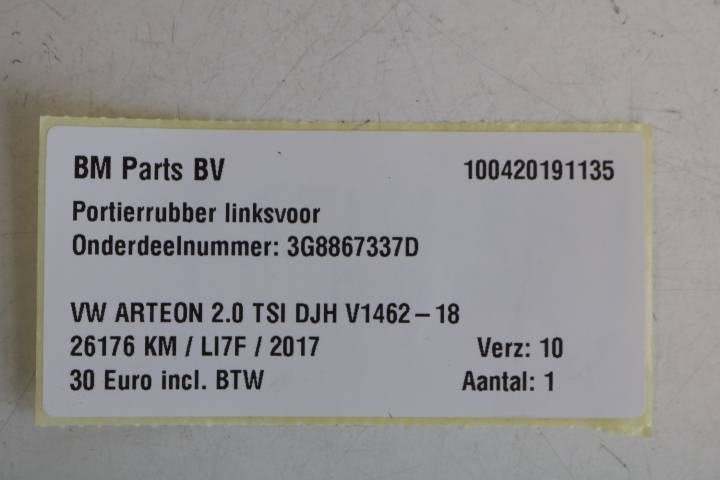 BM Parts BV 100420191135
Portierrubber linksvoor
Onderdeelnummer: 3G8867337D
VW ARTEON 2.0 TSI DJH V1462-18
26176 KM / LI7F / 2017 Verz: 10
30 Euro incl. BTW Aantal: 1